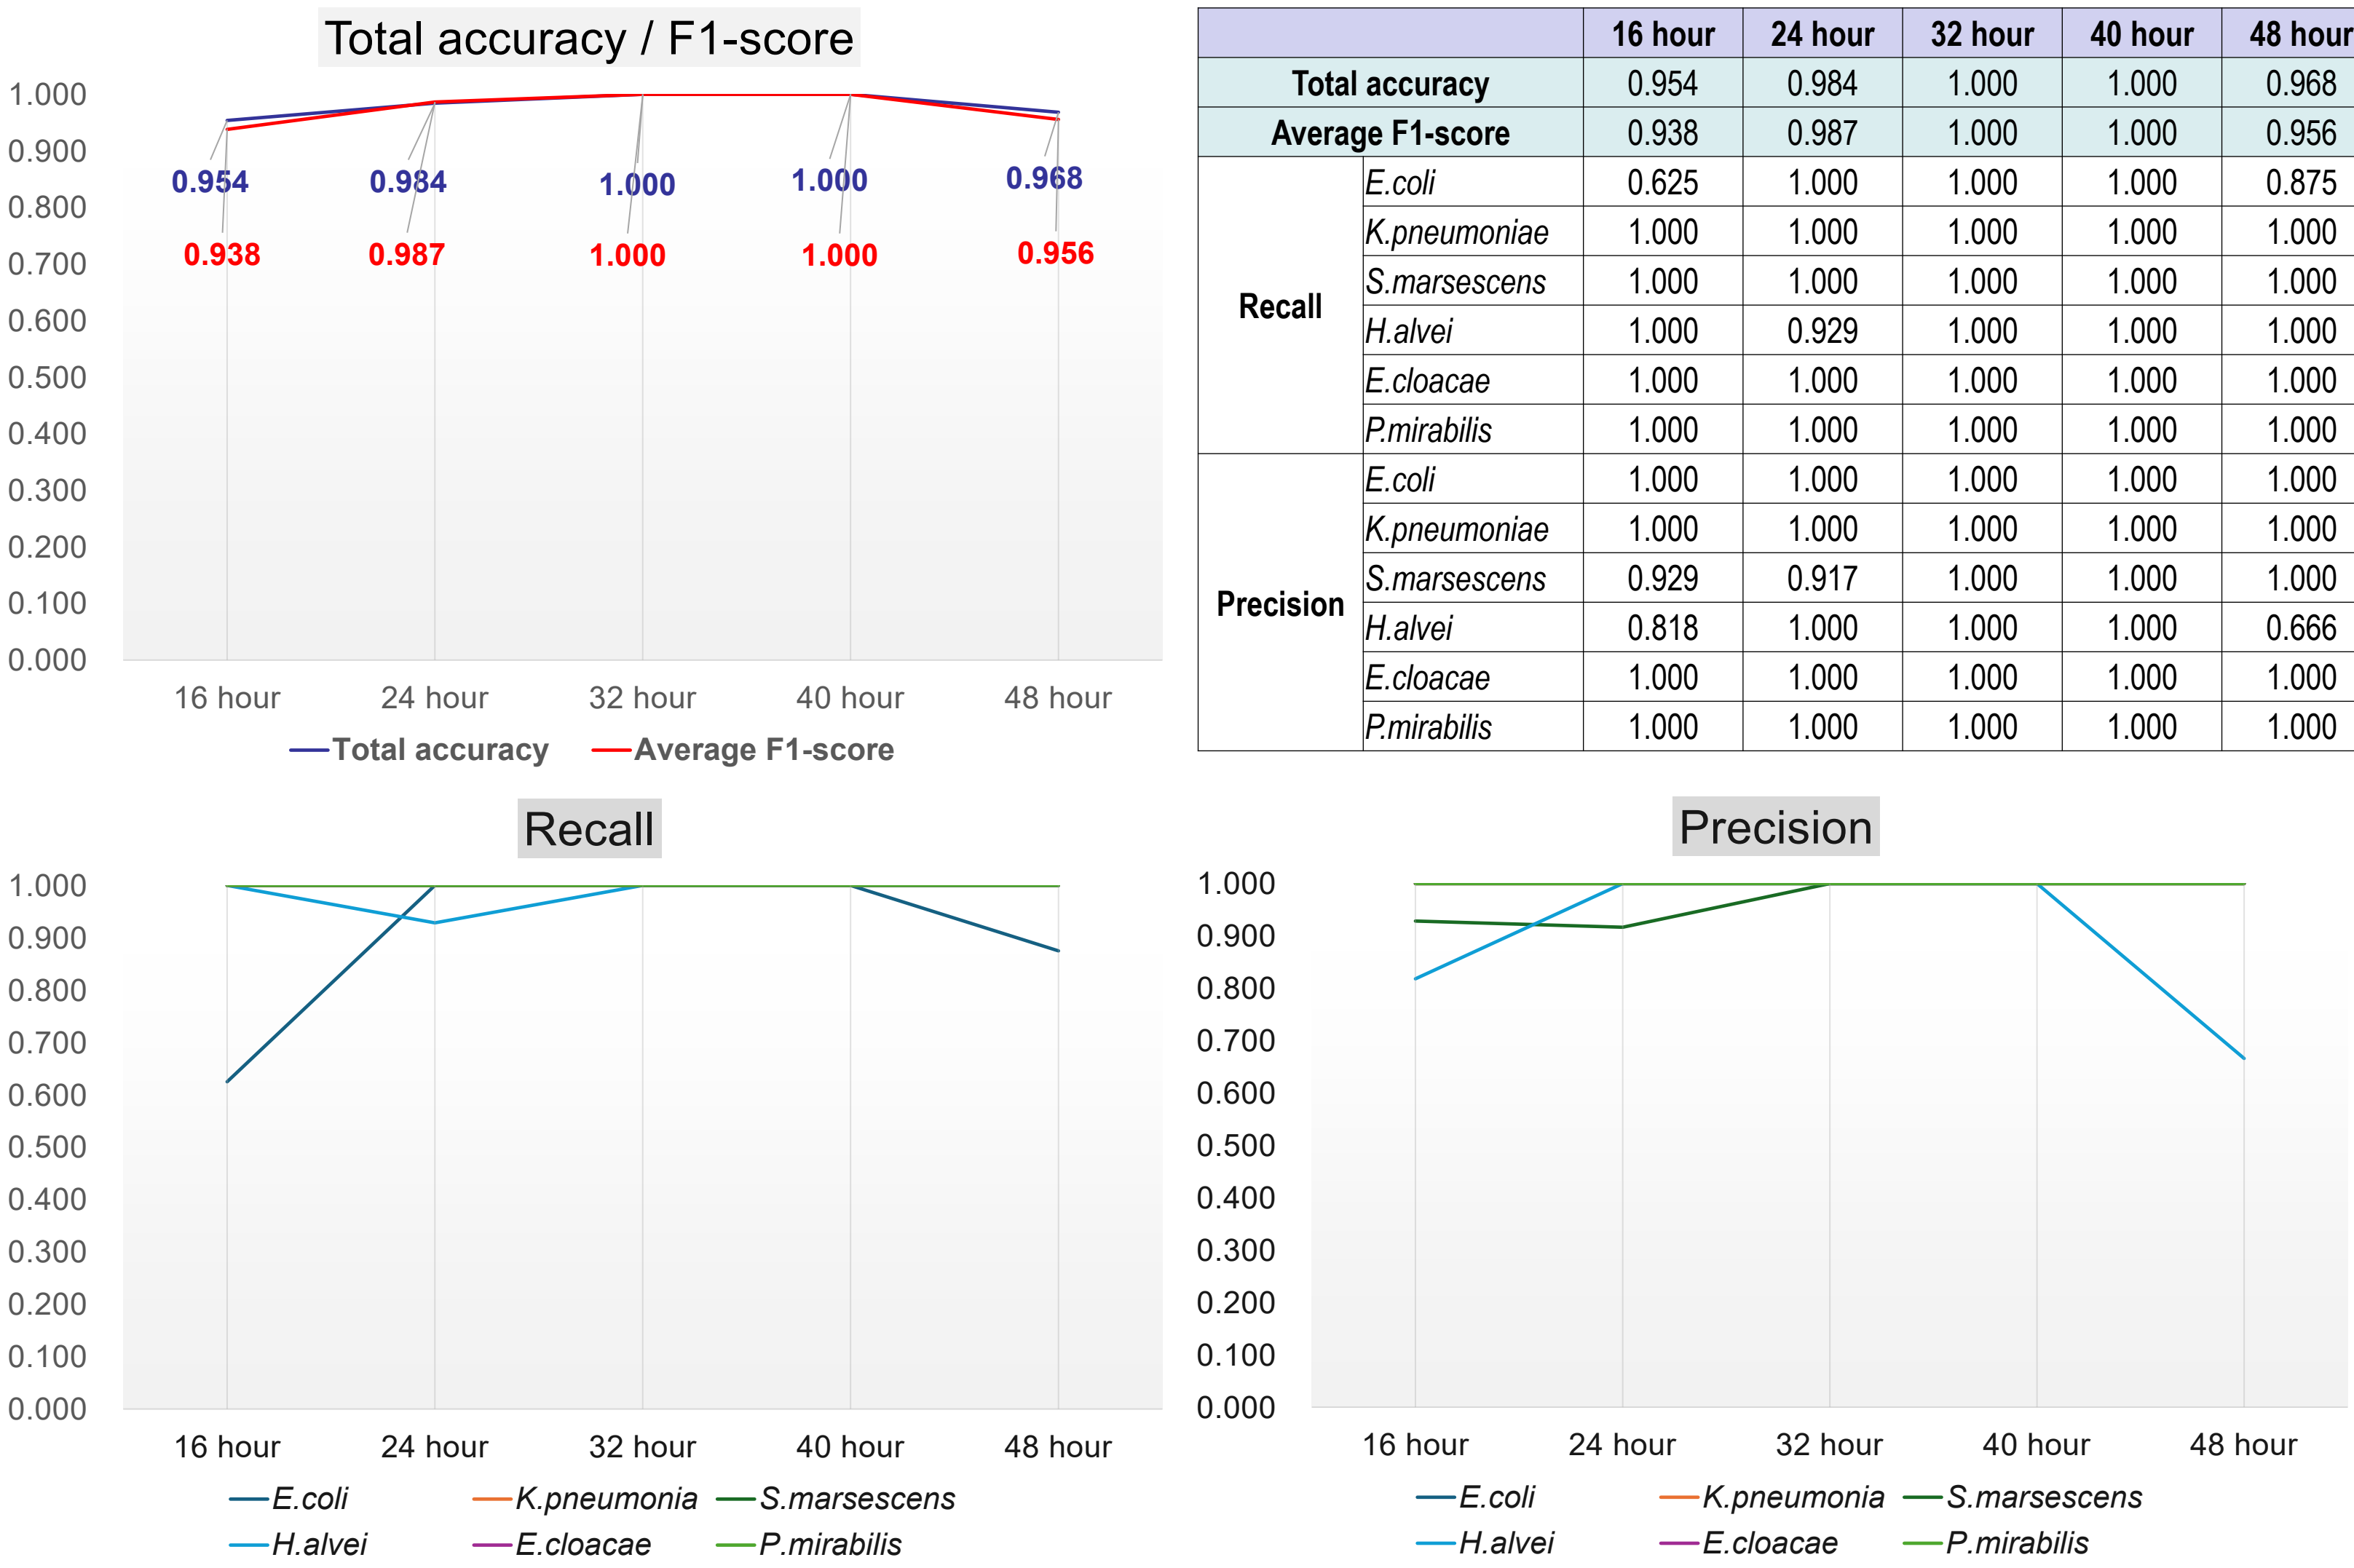 Total accuracy / F1-score
1.000
0.900
0.800
0.700
0.600
0.500
0.400
0.300
0.200
0.100
0.000
0.954 0.984 1.000 1.000 0.968
0.938 0.987 1.000 1.000 0.956
16 hour 24 hour 32 hour 40 hour 48 hour
Total accuracy Average F1-score
16 hour 24 hour 32 hour 40 hour 48 hour
Total accuracy 0.954 0.984 1.000 1.000 0.968
Average F1-score 0.938 0.987 1.000 1.000 0.956
Recall
E.coli 0.625 1.000 1.000 1.000 0.875
K.pneumoniae 1.000 1.000 1.000 1.000 1.000
S.marsescens 1.000 1.000 1.000 1.000 1.000
H.alvei 1.000 0.929 1.000 1.000 1.000
E.cloacae 1.000 1.000 1.000 1.000 1.000
P.mirabilis 1.000 1.000 1.000 1.000 1.000
Precision
E.coli 1.000 1.000 1.000 1.000 1.000
K.pneumoniae 1.000 1.000 1.000 1.000 1.000
S.marsescens 0.929 0.917 1.000 1.000 1.000
H.alvei 0.818 1.000 1.000 1.000 0.666
E.cloacae 1.000 1.000 1.000 1.000 1.000
P.mirabilis 1.000 1.000 1.000 1.000 1.000
Recall
1.000
0.900
0.800
0.700
0.600
0.500
0.400
0.300
0.200
0.100
0.000
16 hour 24 hour 32 hour 40 hour 48 hour
E.coli K.pneumonia S.marsescens
H.alvei E.cloacae P.mirabilis
Precision
1.000
0.900
0.800
0.700
0.600
0.500
0.400
0.300
0.200
0.100
0.000
16 hour 24 hour 32 hour 40 hour 48 hour
E.coli K.pneumonia S.marsescens
H.alvei E.cloacae P.mirabilis